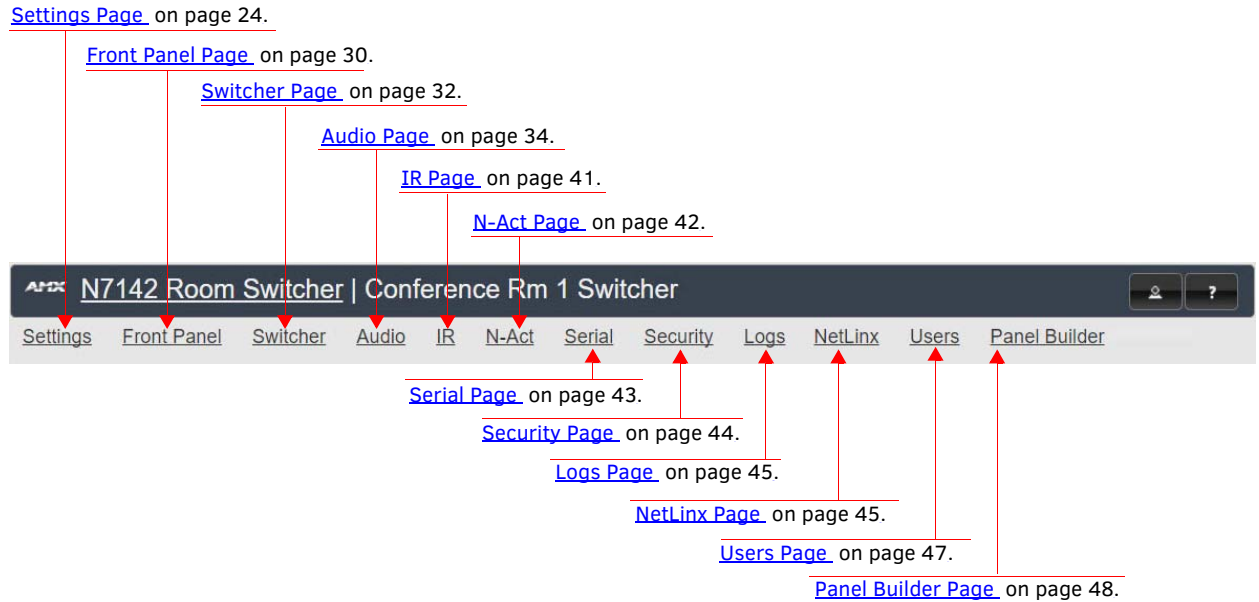 Settings Page on page 24.
Front Panel Page on page 30.
Switcher Page on page 32.
Audio Page on page 34.
IR Page on page 41.
N-Act Page on page 42.
AMX N7142 Room Switcher | Conference Rm 1 Switcher ?
Settings Front Panel Switcher Audio IR N-Act Serial Security Logs NetLinx Users Panel Builder
Serial Page on page 43.
Security Page on page 44.
Logs Page on page 45.
NetLinx Page on page 45.
Users Page on page 47.
Panel Builder Page on page 48.